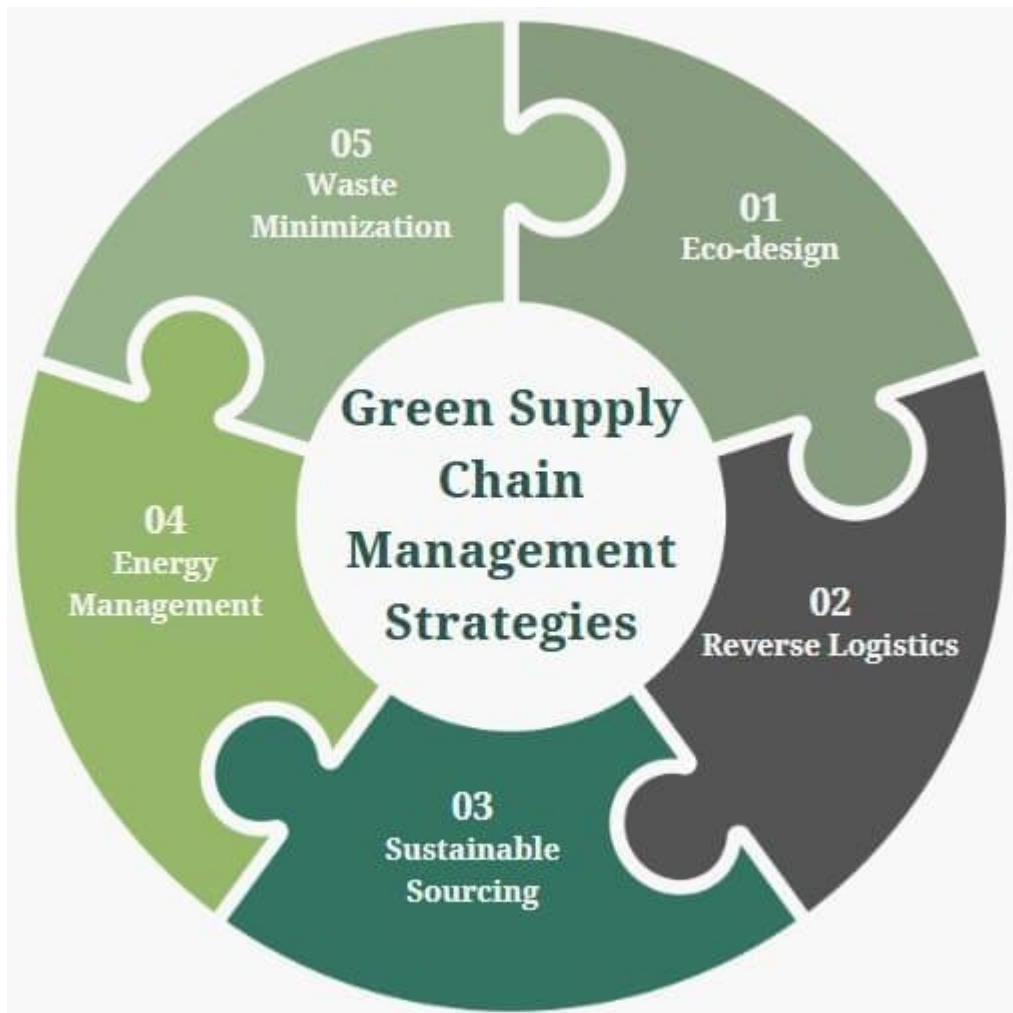 Green Supply
Chain
Management
Strategies
01
Eco-design
02
Reverse Logistics
03
Sustainable
Sourcing
04
Energy
Management
05
Waste
Minimization